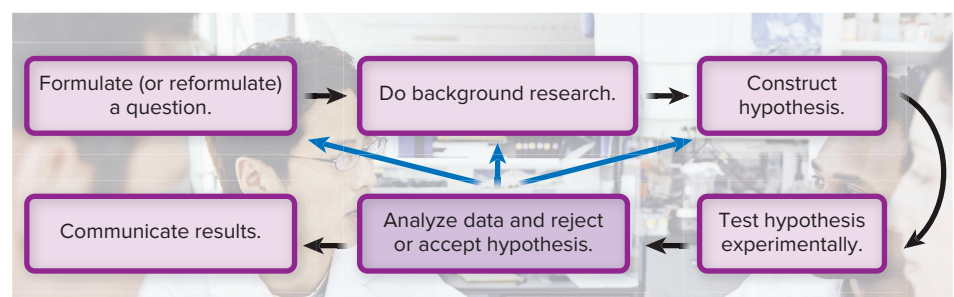 Formulate (or reformulate)
a question.
Do background research.
Construct
hypothesis.
Test hypothesis
experimentally.
Analyze data and reject
or accept hypothesis.
Communicate results.